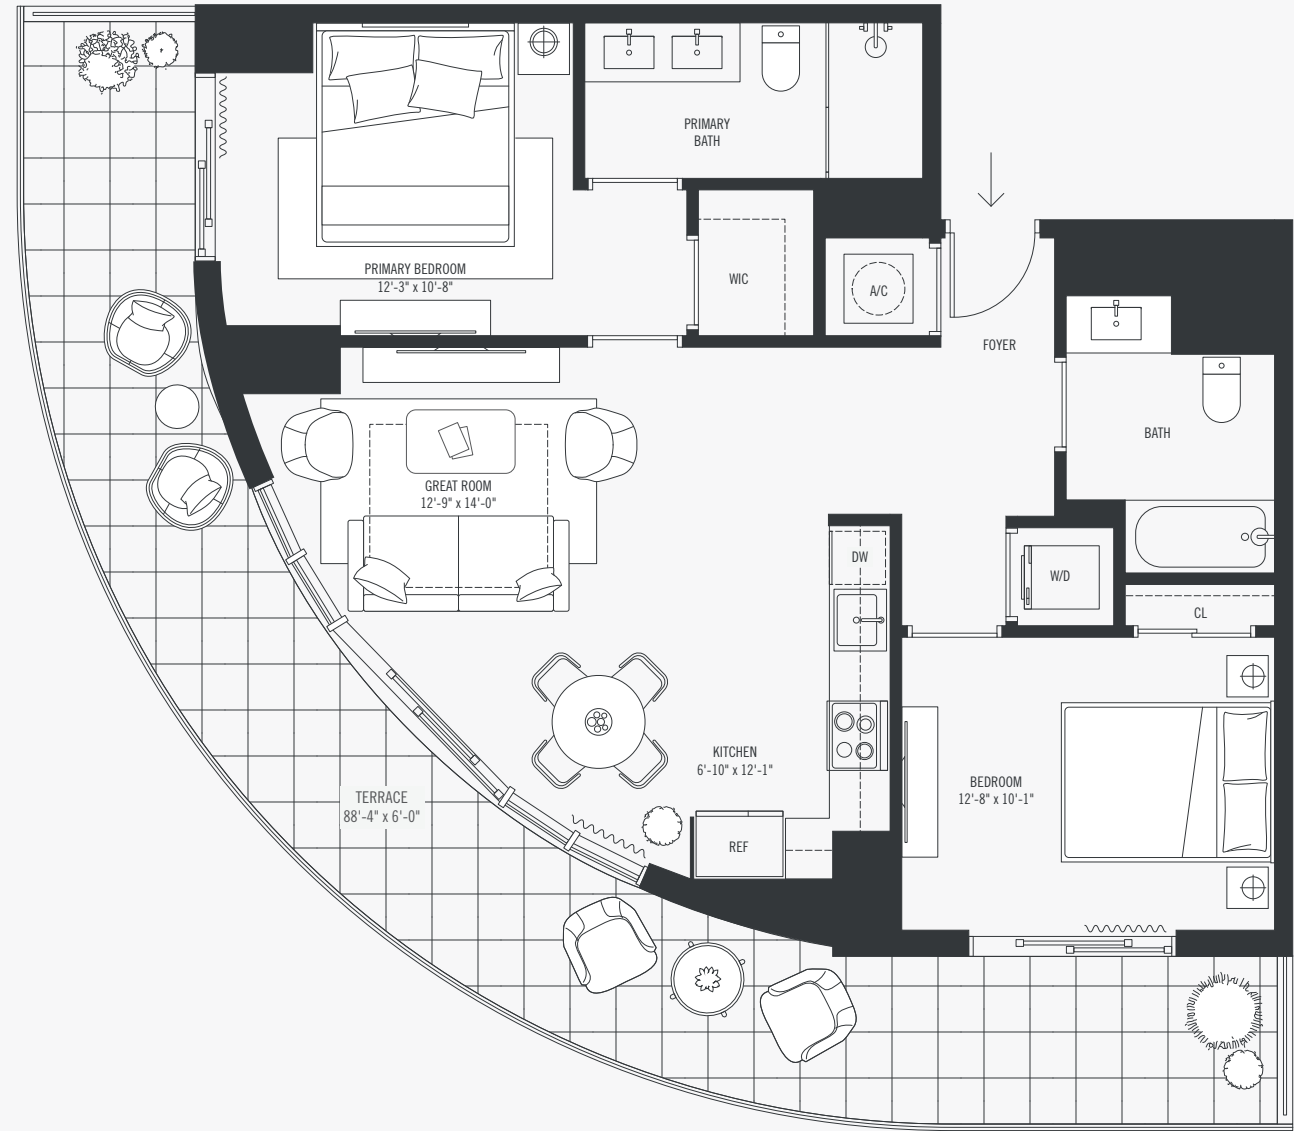 PRIMARY
BATH
PRIMARY BEDROOM
12'-3" x 10'-8"
WIC
A/C
FOYER
BATH
GREAT ROOM
12'-9" x 14'-0"
DW
W/D
CL
KITCHEN
6'-10" x 12'-1"
BEDROOM
12'-8" x 10'-1"
TERRACE
88'-4" x 6'-0"
REF